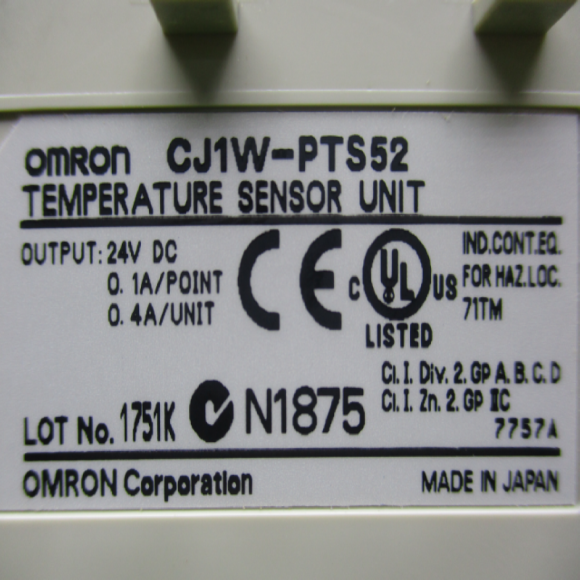 OMRON CJ1W-PTS52
TEMPERATURE SENSOR UNIT
OUTPUT: 24V DC
0. 1A/POINT
0. 4A/UNIT
CE
C UL US
LISTED
IND.CONT.EQ.
FOR HAZ.LOC.
71TM
Cl. I. Div. 2. GP A. B. C. D
Cl. I. Zn. 2. GP IIC
LOT No. 1751K N1875
7757A
OMRON Corporation MADE IN JAPAN